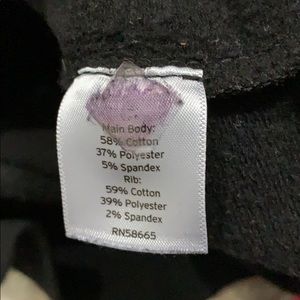 Main Body:
58% Cotton
37% Polyester
5% Spandex
Rib:
59% Cotton
39% Polyester
2% Spandex
RN58665